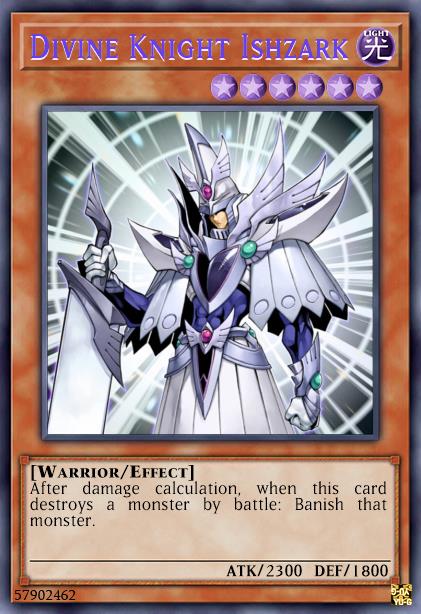 Divine Knight Ishzark
LIGHT
光
[Warrior/Effect]
After damage calculation, when this card
destroys a monster by battle: Banish that
monster.
ATK/2300 DEF/1800
57902462